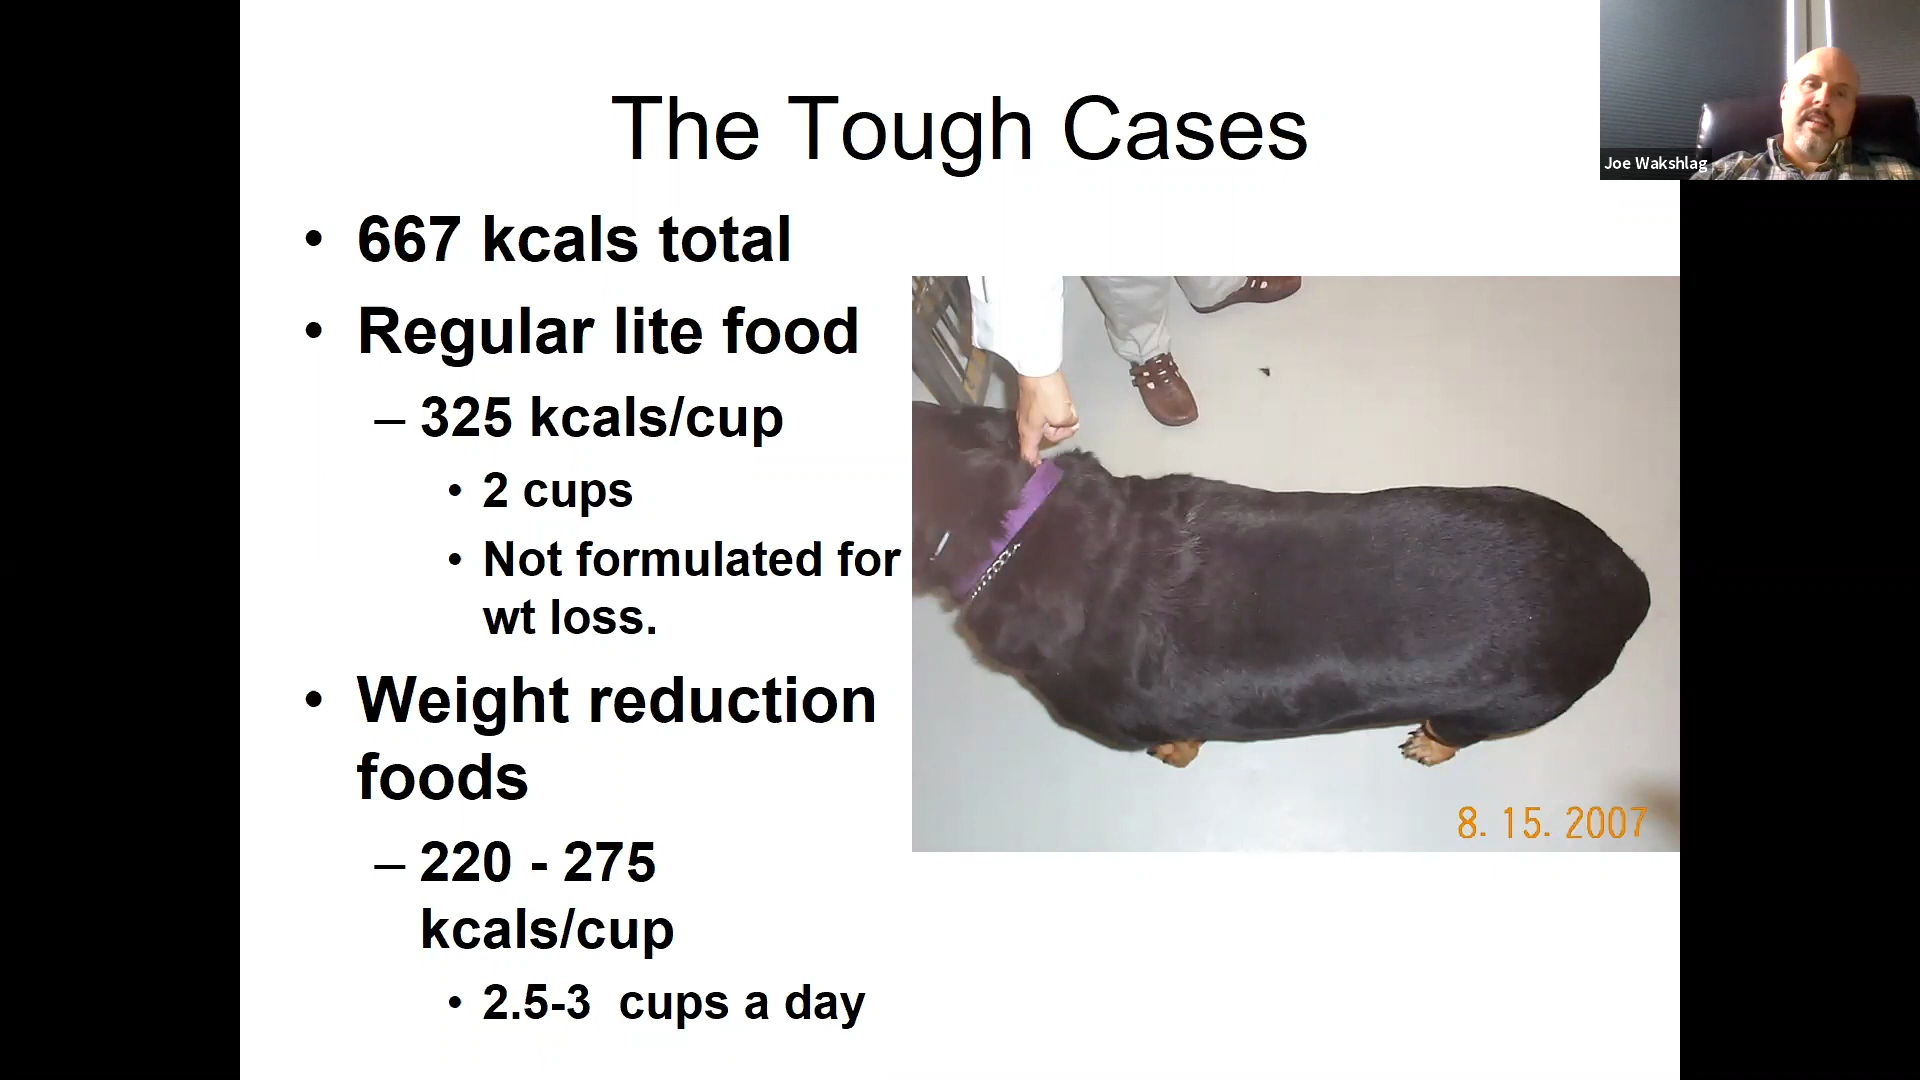 The Tough Cases
Joe Wakshlag
• 667 kcals total
• Regular lite food
– 325 kcals/cup
• 2 cups
• Not formulated for
wt loss.
• Weight reduction
foods
– 220 - 275
kcals/cup
• 2.5-3 cups a day
8. 15. 2007